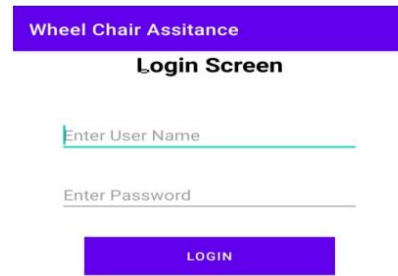 Wheel Chair Assitance
Login Screen
Enter User Name
Enter Password
LOGIN